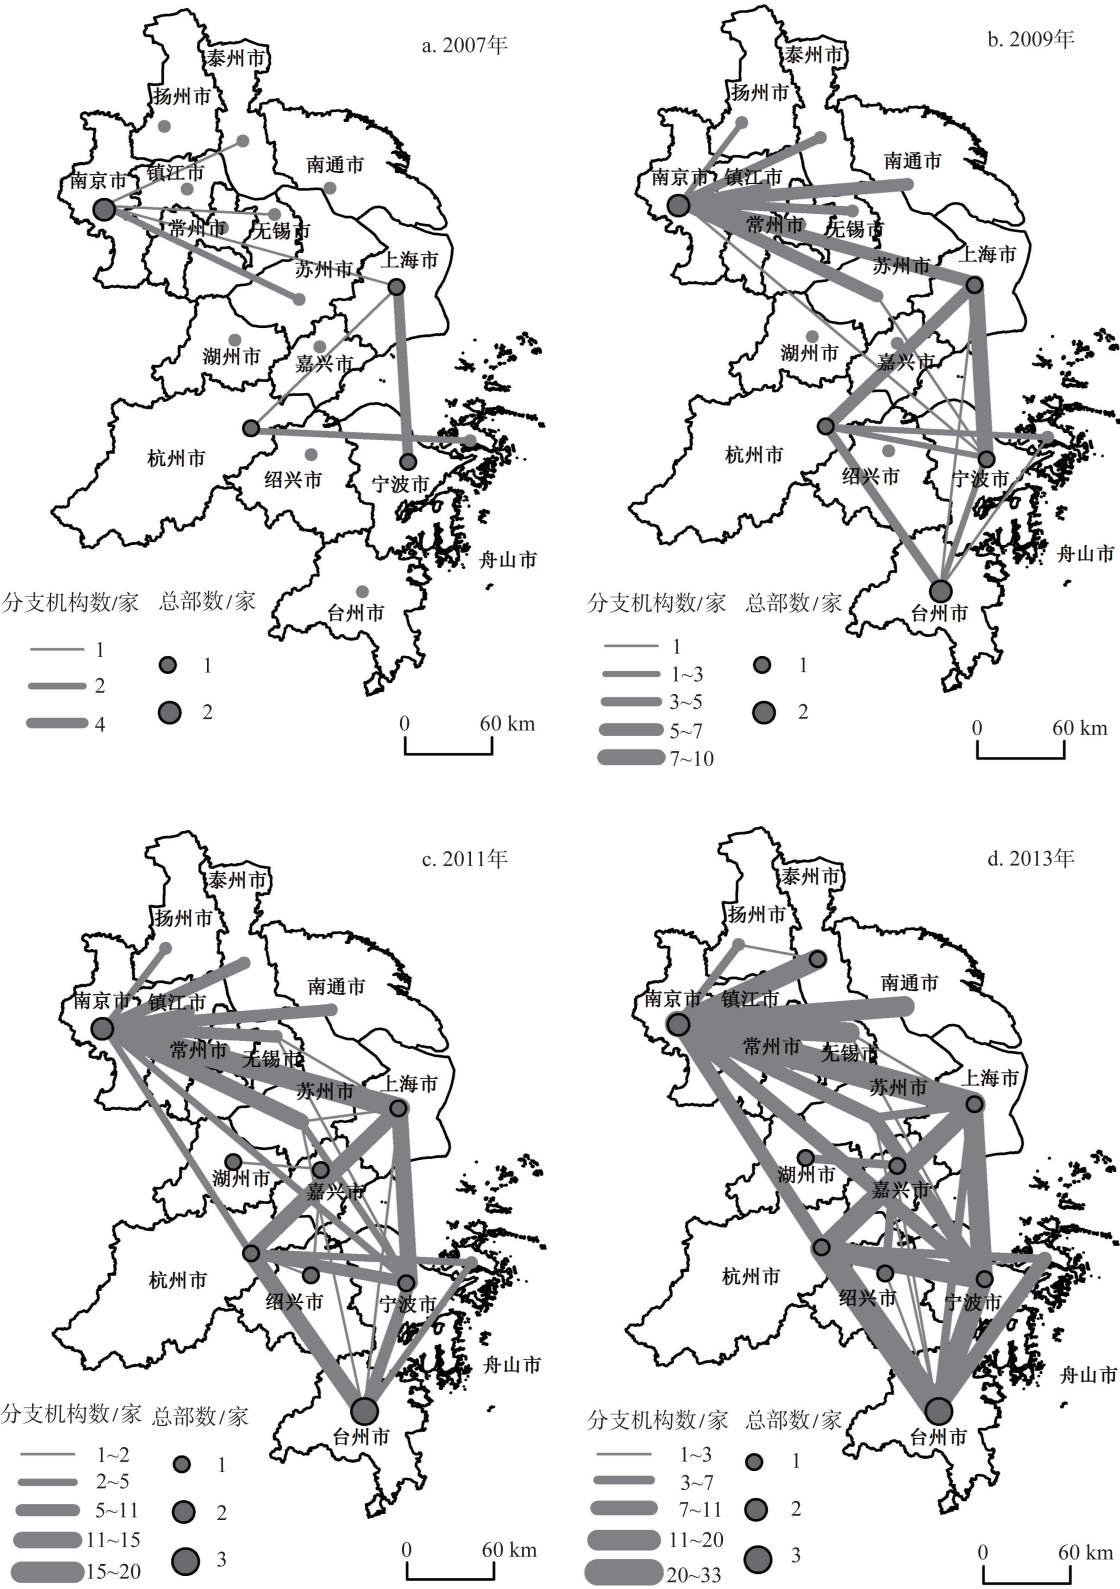 a. 2007年
泰州市
扬州市
南通市
镇江市
南京市
常州市
无锡市
苏州市
上海市
湖州市
嘉兴市
杭州市
绍兴市
宁波市
舟山市
台州市
分支机构数/家
1
2
4
总部数/家
1
2
0 60 km
b. 2009年
泰州市
扬州市
南通市
南京市
镇江市
常州市
无锡市
上海市
苏州市
湖州市
嘉兴市
杭州市
绍兴市
宁波市
舟山市
台州市
分支机构数/家
1
1~3
3~5
5~7
7~10
总部数/家
1
2
0 60 km
c. 2011年
泰州市
扬州市
南通市
南京市
镇江市
常州市
无锡市
苏州市
上海市
湖州市
嘉兴市
杭州市
绍兴市
宁波市
舟山市
台州市
分支机构数/家
1~2
2~5
5~11
11~15
15~20
总部数/家
1
2
3
0 60 km
d. 2013年
泰州市
扬州市
南通市
南京市
镇江市
常州市
无锡市
苏州市
上海市
湖州市
嘉兴市
杭州市
绍兴市
宁波市
舟山市
台州市
分支机构数/家
1~3
3~7
7~11
11~20
20~33
总部数/家
1
2
3
0 60 km